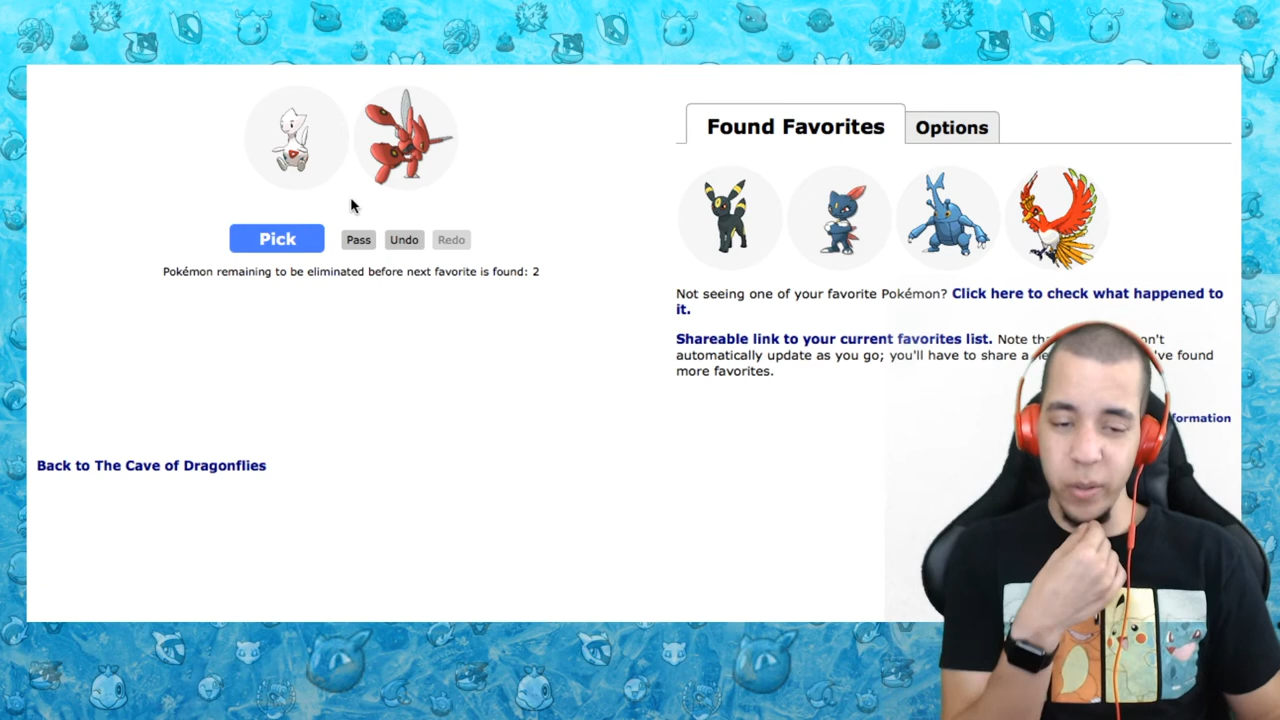 Found Favorites
Options
Pick
Pass
Undo
Redo
Pokémon remaining to be eliminated before next favorite is found: 2
Not seeing one of your favorite Pokémon? Click here to check what happened to
it.
Shareable link to your current favorites list. Note
automatically update as you go; you'll have to share a 've found
more favorites.
formation
Back to The Cave of Dragonflies